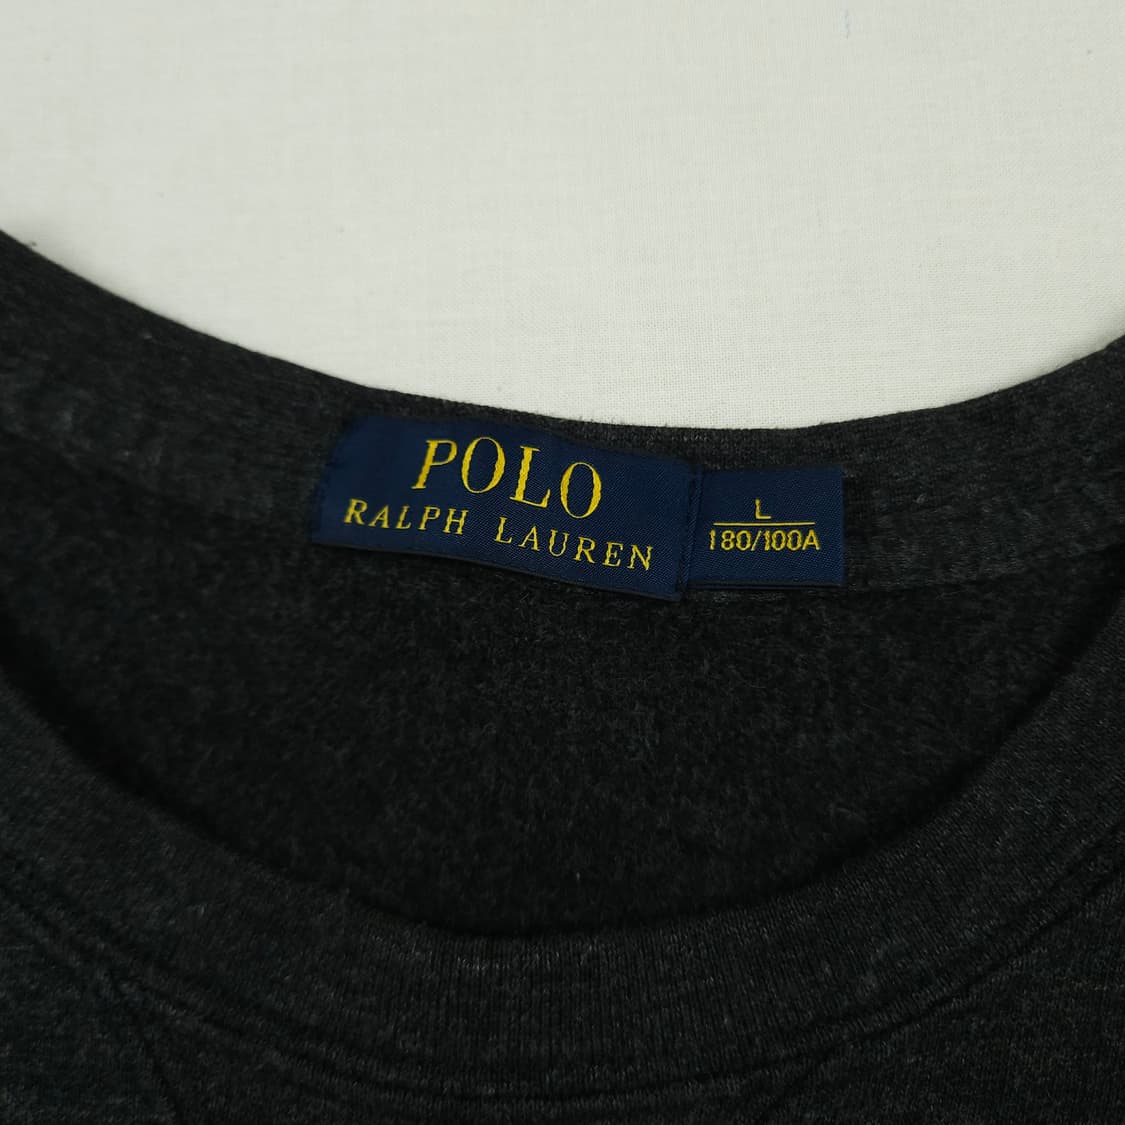 POLO
RALPH LAUREN
L
180/100A